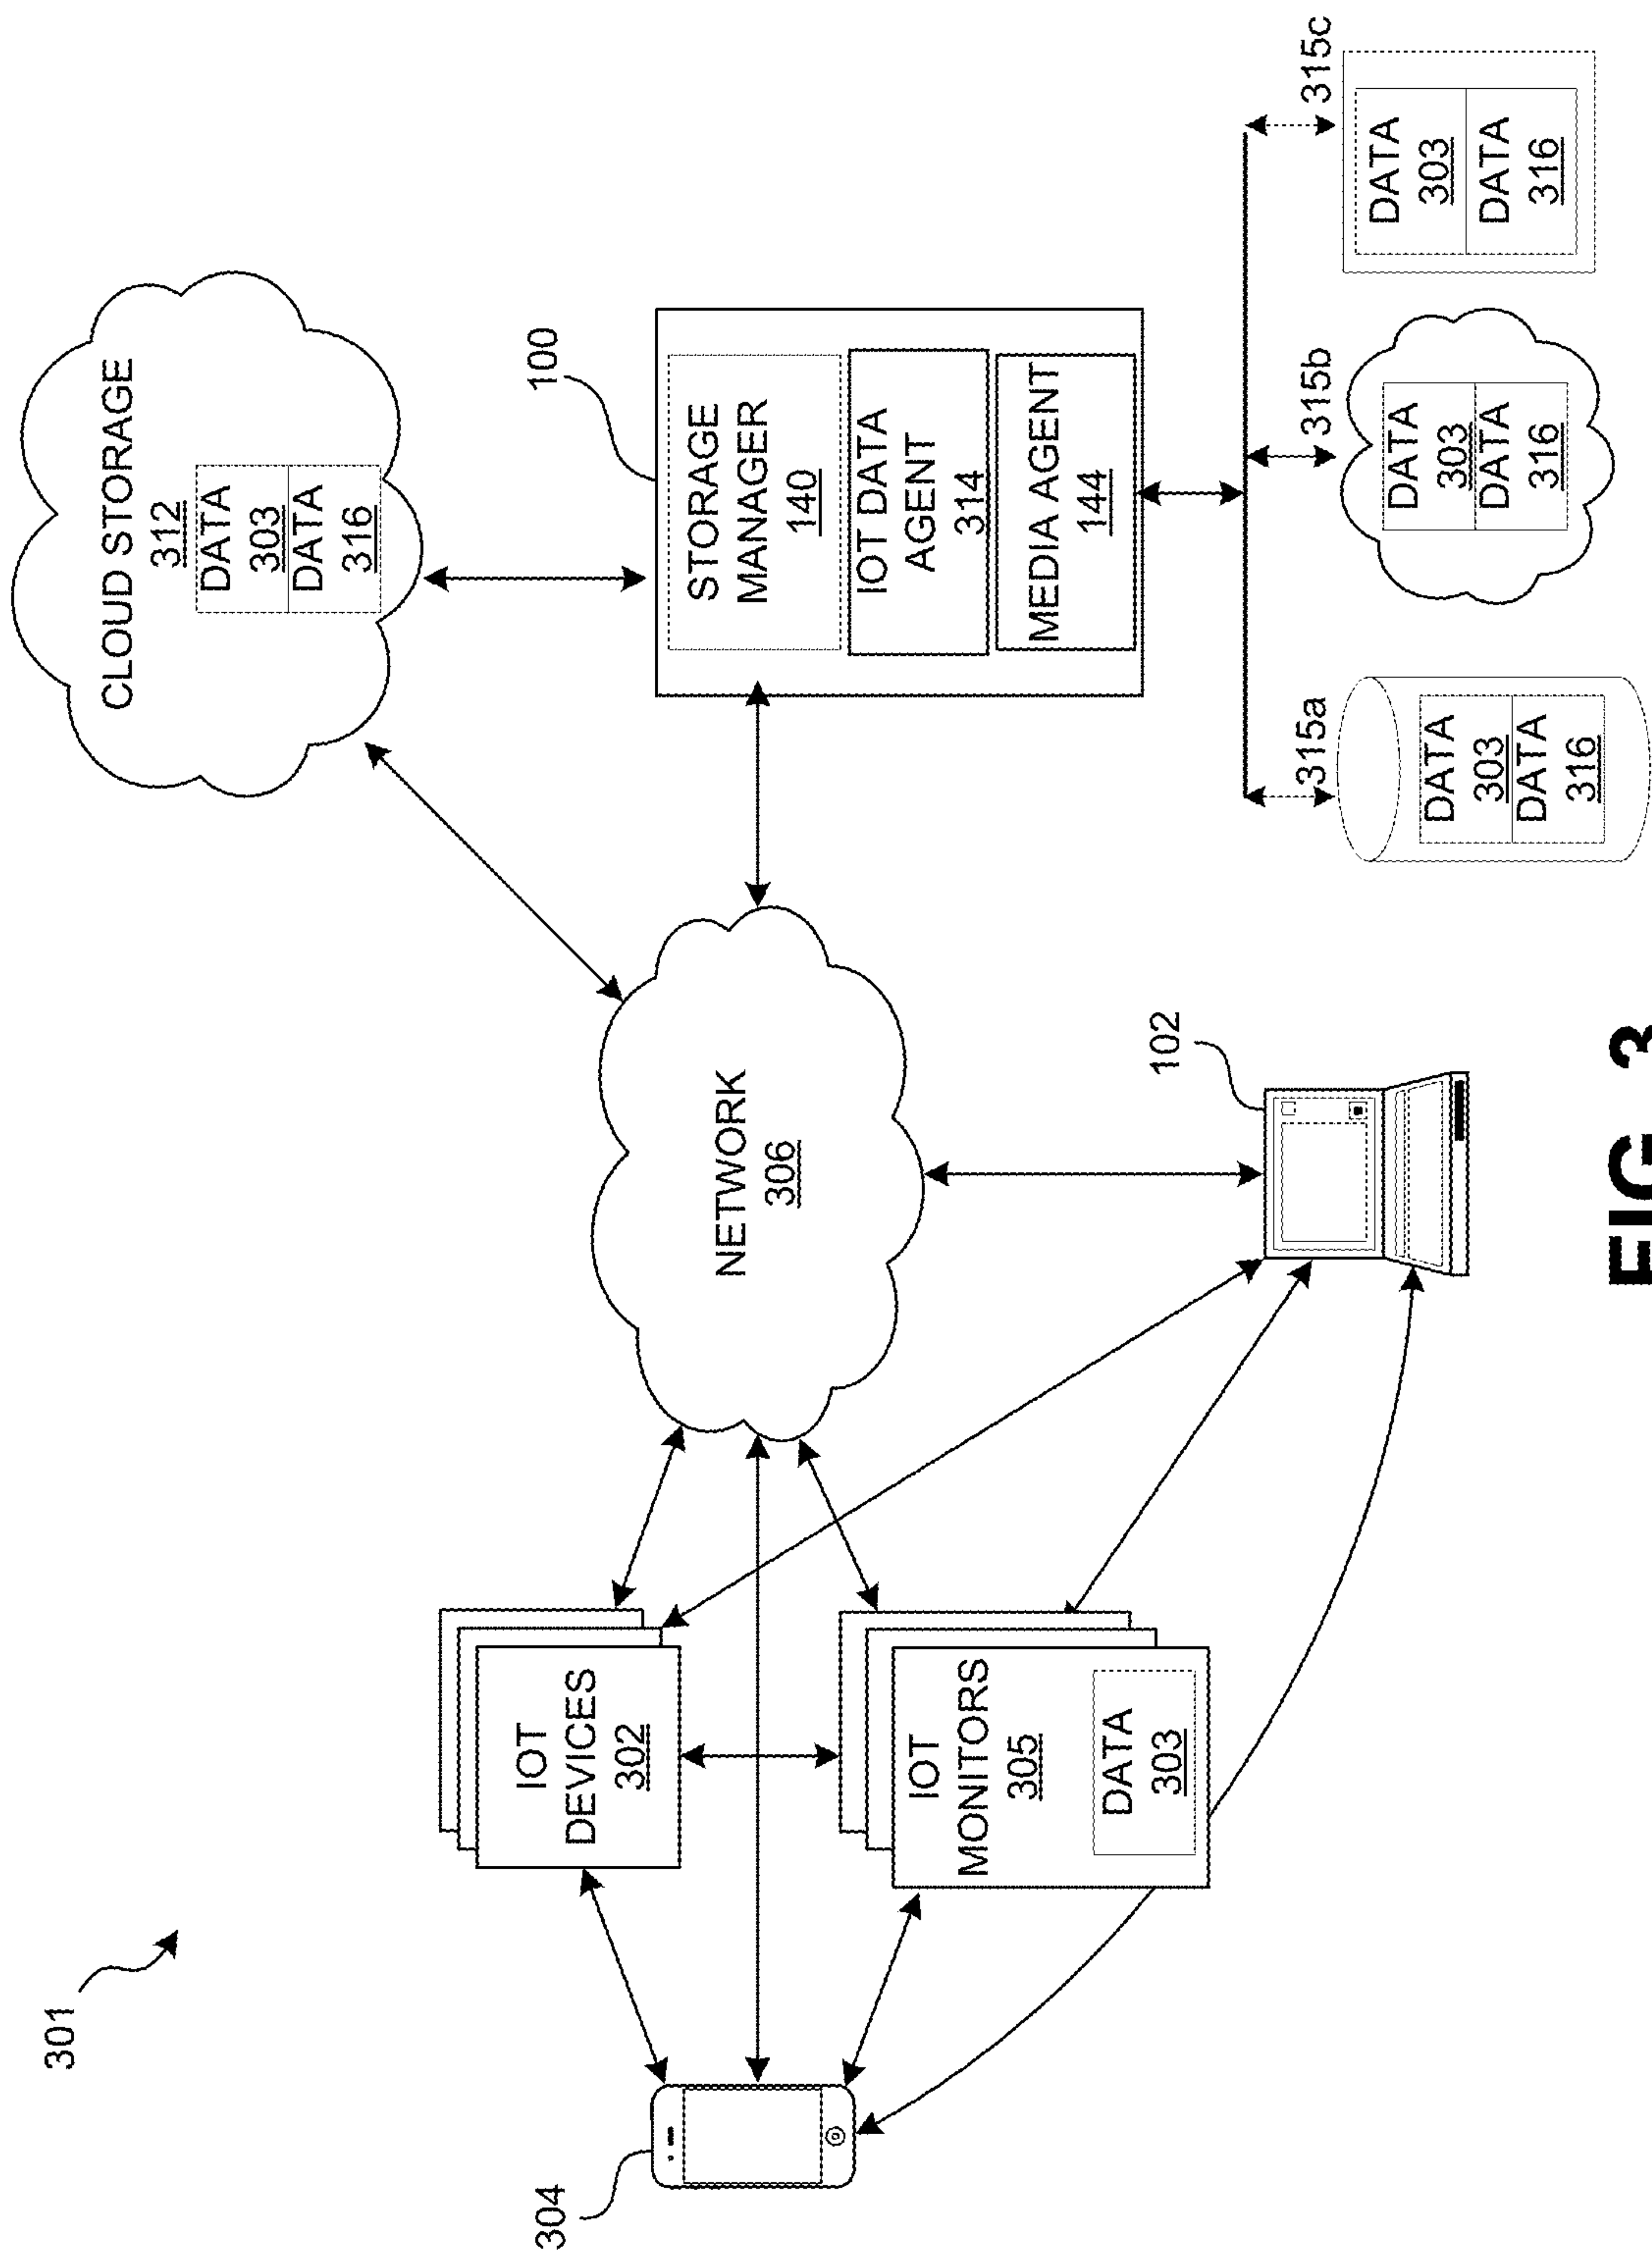 301
304
IOT
DEVICES
302
IOT
MONITORS
305
DATA
303
NETWORK
306
102
CLOUD STORAGE
312
DATA
303
DATA
316
100
STORAGE
MANAGER
140
IOT DATA
AGENT
314
MEDIA AGENT
144
315a
DATA
303
DATA
316
315b
DATA
303
DATA
316
315c
DATA
303
DATA
316
FIG. 3